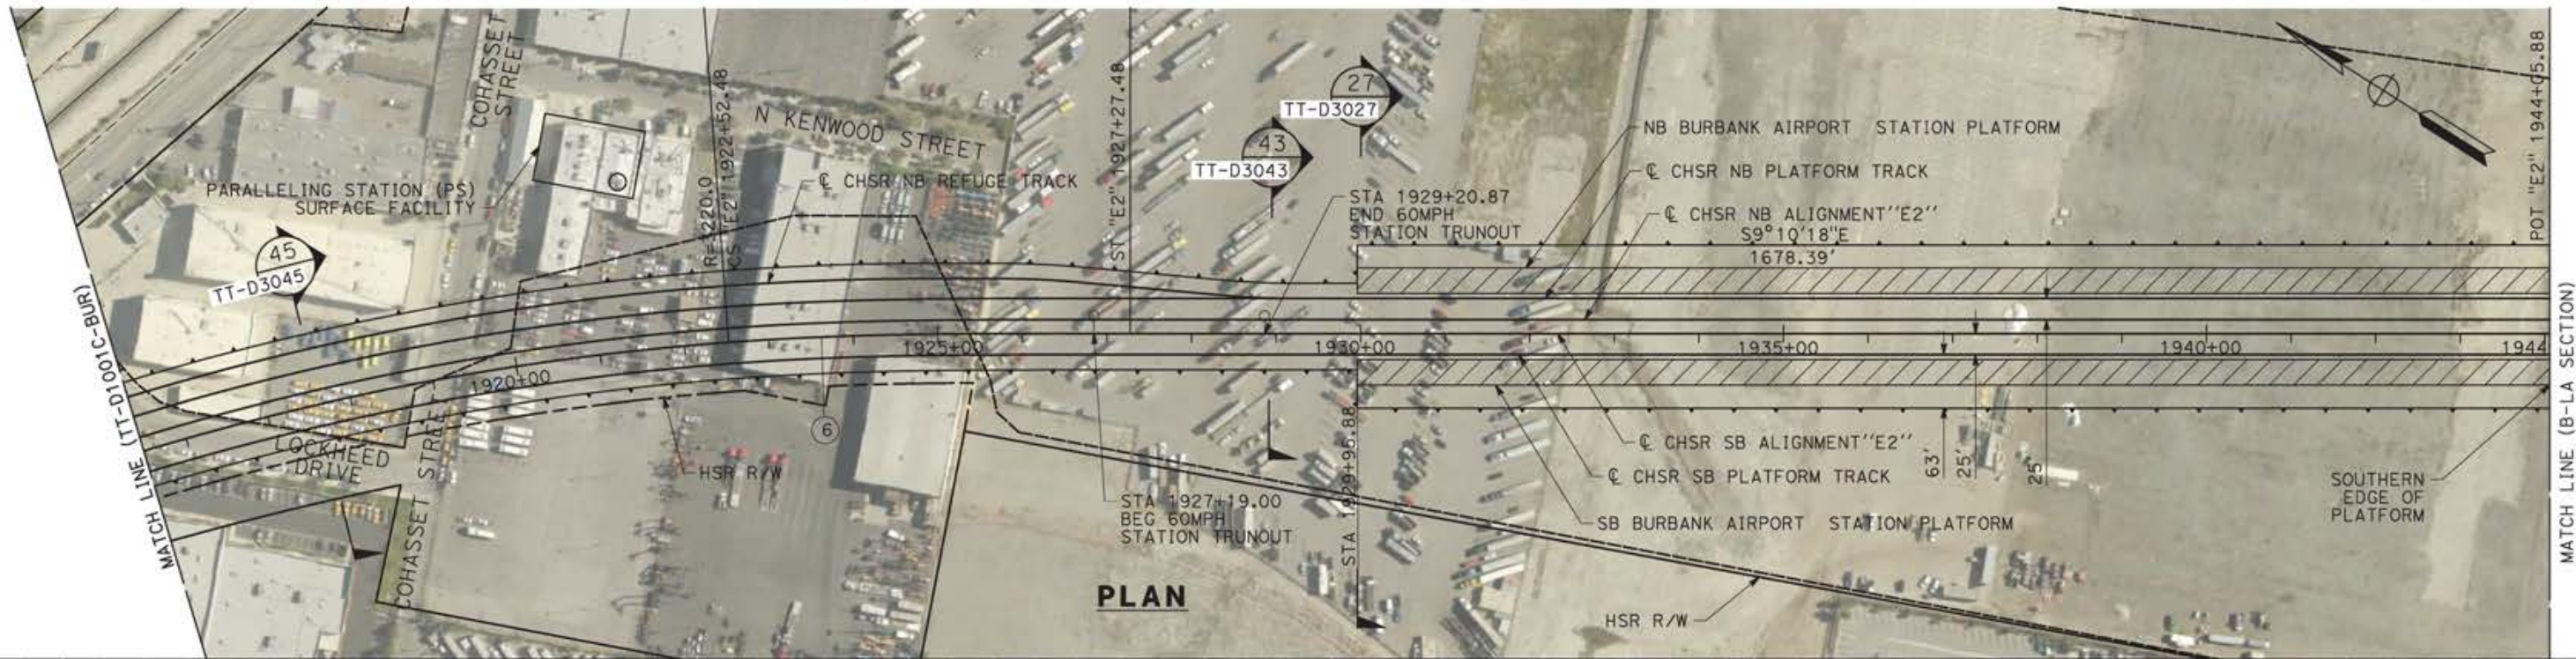 COHASSET
STREET
PARALLELING STATION (PS)
SURFACE FACILITY
45
TT-D3045
MATCH LINE (TT-D1001C-BUR)
LOCKHEED
DRIVE
COHASSET STREET
1920+00
HSR R/W
CS "E2" 1922+52.48
N KENWOOD STREET
℄ CHSR NB REFUGE TRACK
6
1925+00
ST "E2" 1927+27.48
27
TT-D3027
43
TT-D3043
STA 1929+20.87
END 60MPH
STATION TRUNOUT
STA 1927+19.00
BEG 60MPH
STATION TRUNOUT
PLAN
1930+00
STA 1929+95.88
NB BURBANK AIRPORT STATION PLATFORM
℄ CHSR NB PLATFORM TRACK
℄ CHSR NB ALIGNMENT"E2"
S9°10'18"E
1678.39'
1935+00
1940+00
1944
℄ CHSR SB ALIGNMENT"E2"
℄ CHSR SB PLATFORM TRACK
SB BURBANK AIRPORT STATION PLATFORM
63'
25'
25'
HSR R/W
SOUTHERN
EDGE OF
PLATFORM
POT "E2" 1944+05.88
MATCH LINE (B-LA SECTION)